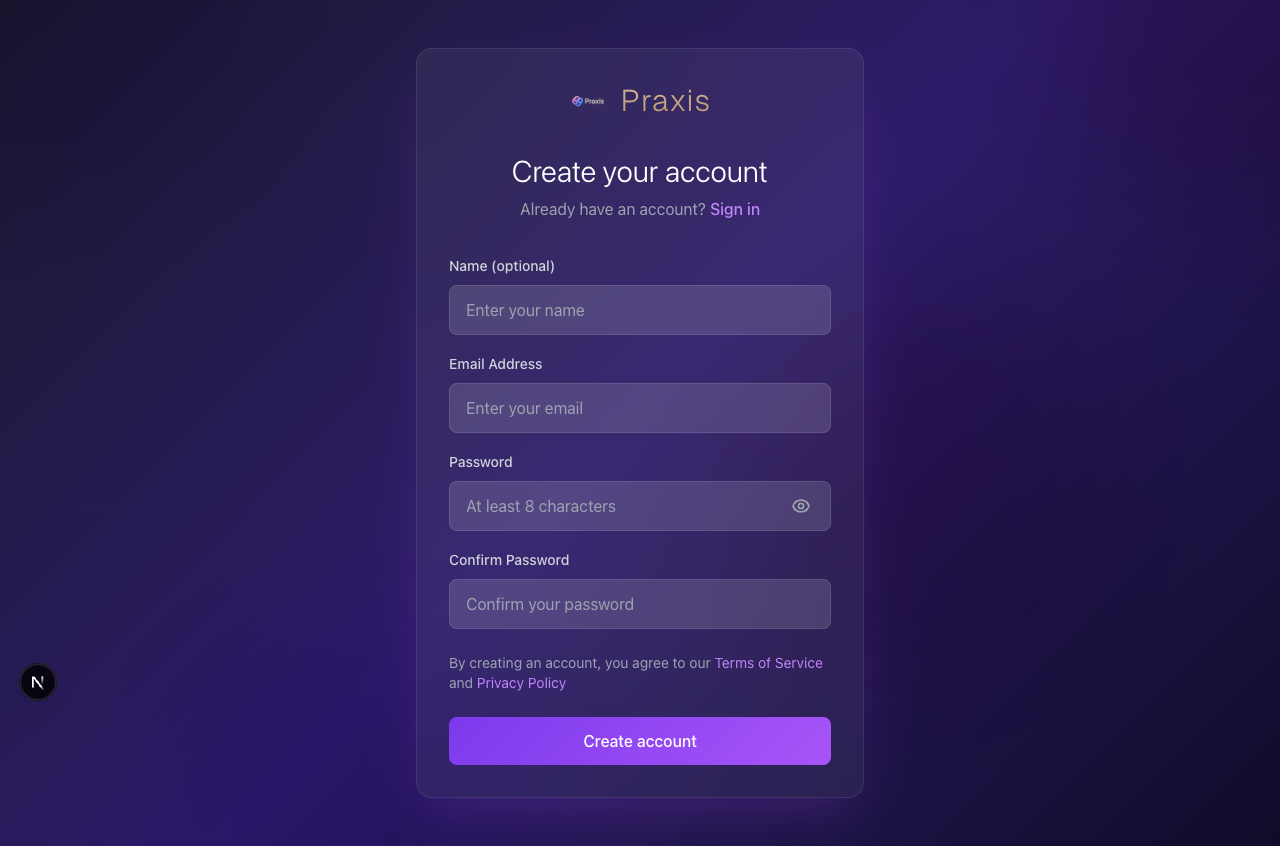 Praxis Praxis
Create your account
Already have an account? Sign in
Name (optional)
Enter your name
Email Address
Enter your email
Password
At least 8 characters
Confirm Password
Confirm your password
By creating an account, you agree to our Terms of Service
and Privacy Policy
N
Create account